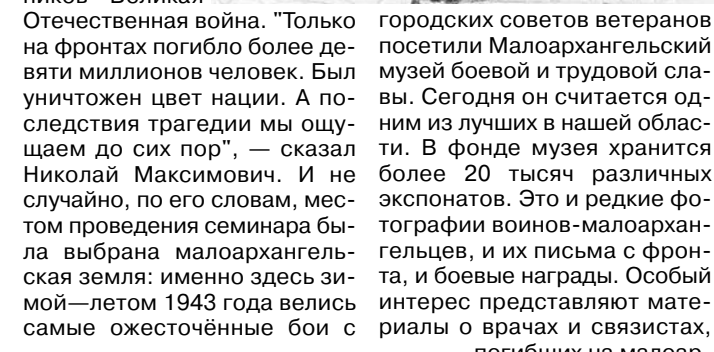 ников Великая
Отечественная война. "Только
на фронтах погибло более де-
вяти миллионов человек. Был
уничтожен цвет нации. А по-
следствия трагедии мы ощу-
щаем до сих пор", — сказал
Николай Максимович. И не
случайно, по его словам, мес-
том проведения семинара бы-
ла выбрана малоархангель-
ская земля: именно здесь зи-
мой—летом 1943 года велись
самые ожесточённые бои с
городских советов ветеранов
посетили Малоархангельский
музей боевой и трудовой сла-
вы. Сегодня он считается од-
ним из лучших в нашей облас-
ти. В фонде музея хранится
более 20 тысяч различных
экспонатов. Это и редкие фо-
тографии воинов-малоархан-
гельцев, и их письма с фрон-
та, и боевые награды. Особый
интерес представляют мате-
риалы о врачах и связистах,
погибших на малоар-